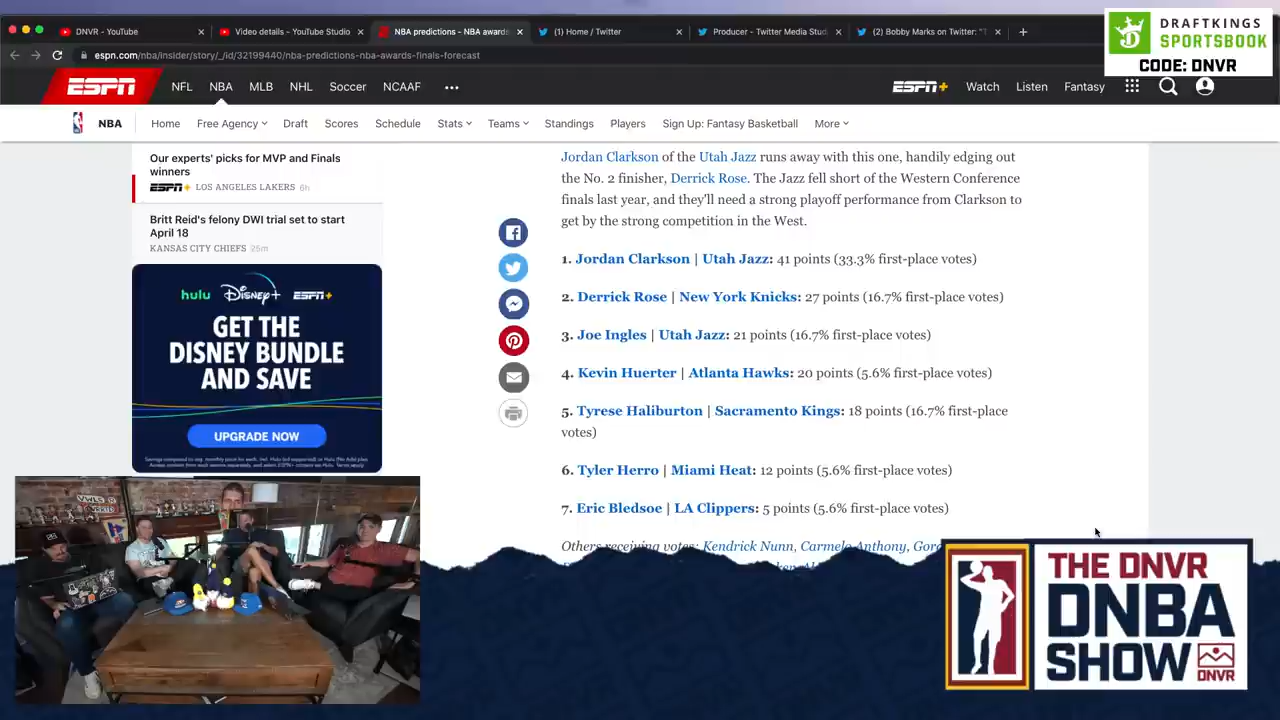 DNVR - YouTube
Video details - YouTube Studio
NBA predictions - NBA awards
(1) Home / Twitter
Producer - Twitter Media Stud
(2) Bobby Marks on Twitter: "T
espn.com/nba/insider/story/_/id/32199440/nba-predictions-nba-awards-finals-forecast
DRAFTKINGS
SPORTSBOOK
CODE: DNVR
ESPN NFL NBA MLB NHL Soccer NCAAF ESPN+ Watch Listen Fantasy
NBA Home Free Agency Draft Scores Schedule Stats Teams Standings Players Sign Up: Fantasy Basketball More
Our experts' picks for MVP and Finals
winners
ESPN+ LOS ANGELES LAKERS 6h
Britt Reid's felony DWI trial set to start
April 18
KANSAS CITY CHIEFS 25m
hulu Disney+ ESPN+
GET THE
DISNEY BUNDLE
AND SAVE
UPGRADE NOW
Jordan Clarkson of the Utah Jazz runs away with this one, handily edging out
the No. 2 finisher, Derrick Rose. The Jazz fell short of the Western Conference
finals last year, and they'll need a strong playoff performance from Clarkson to
get by the strong competition in the West.
1. Jordan Clarkson | Utah Jazz: 41 points (33.3% first-place votes)
2. Derrick Rose | New York Knicks: 27 points (16.7% first-place votes)
3. Joe Ingles | Utah Jazz: 21 points (16.7% first-place votes)
4. Kevin Huerter | Atlanta Hawks: 20 points (5.6% first-place votes)
5. Tyrese Haliburton | Sacramento Kings: 18 points (16.7% first-place
votes)
6. Tyler Herro | Miami Heat: 12 points (5.6% first-place votes)
7. Eric Bledsoe | LA Clippers: 5 points (5.6% first-place votes)
Others receiving votes: Kendrick Nunn, Carmelo Anthony,
THE DNVR
DNBA
SHOW
DNVR